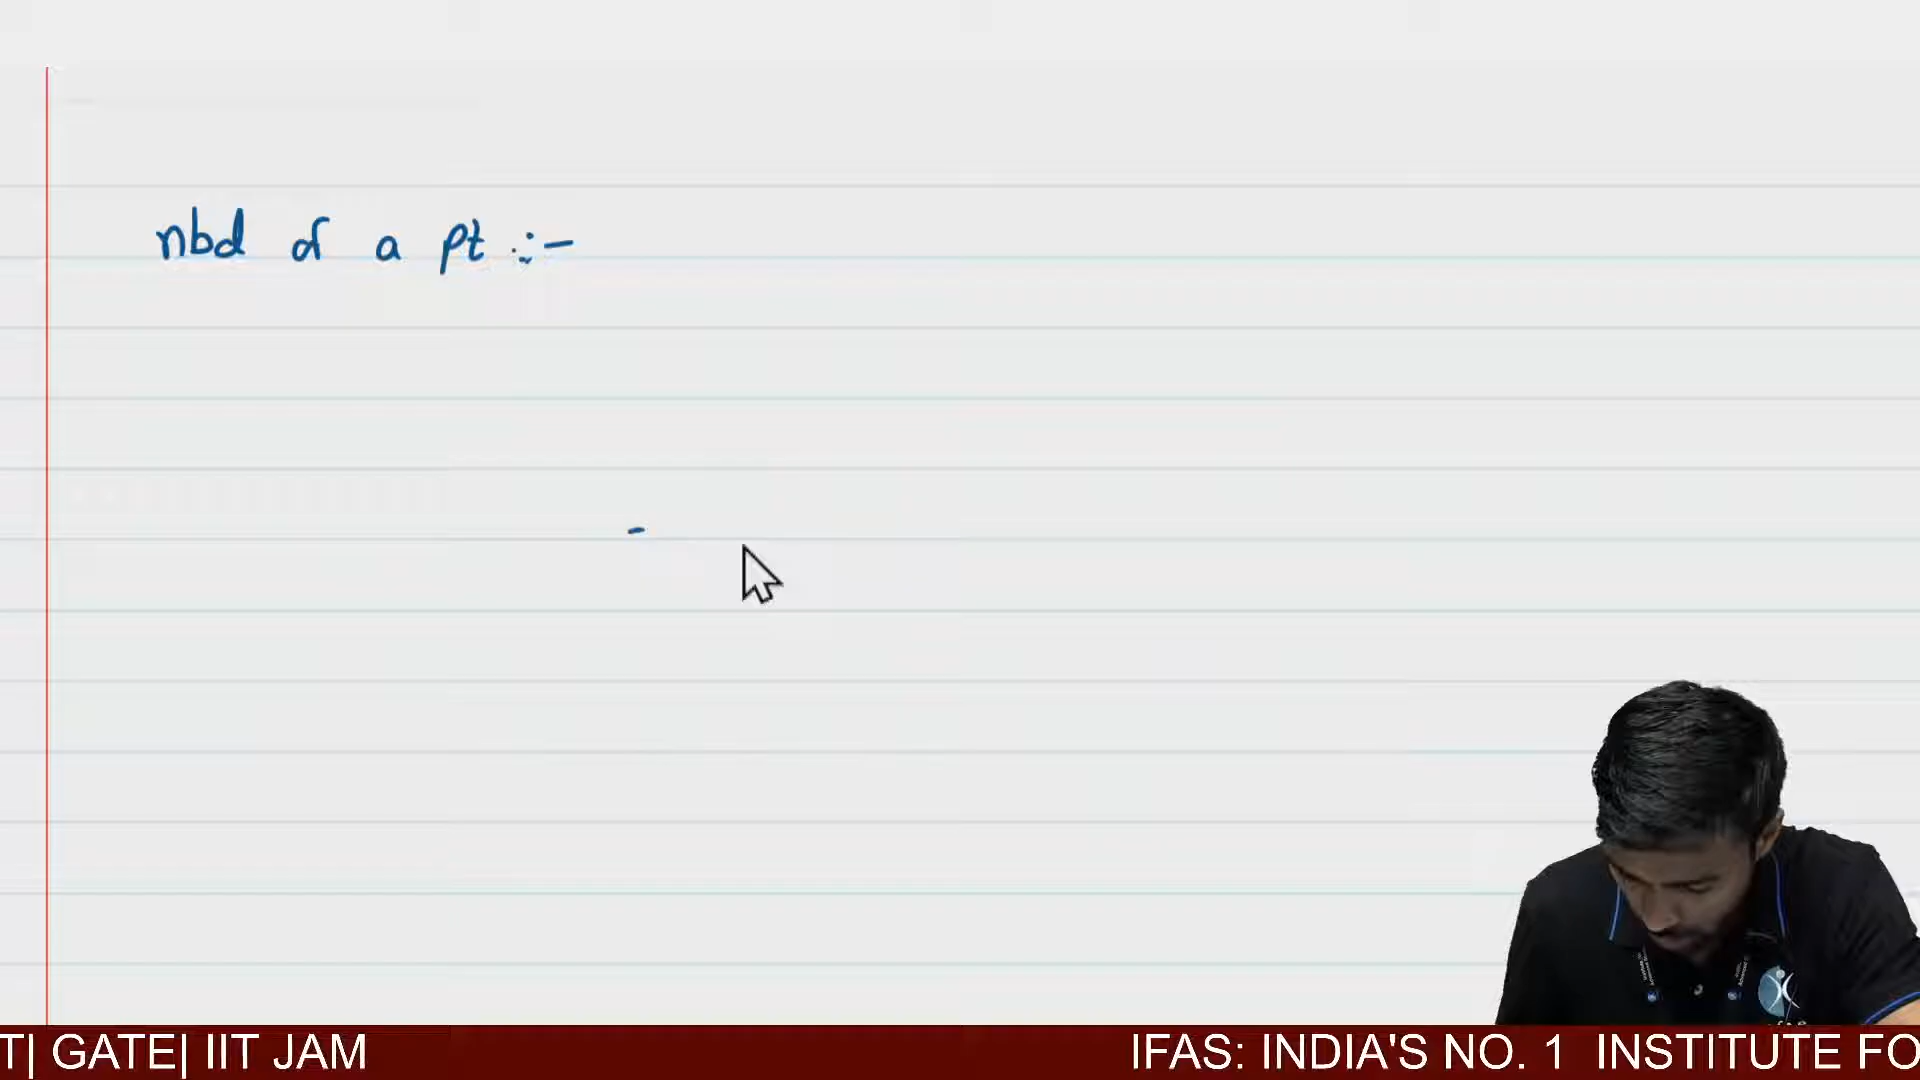 nbd of a pt :-
-
T| GATE| IIT JAM IFAS: INDIA'S NO. 1 INSTITUTE FO